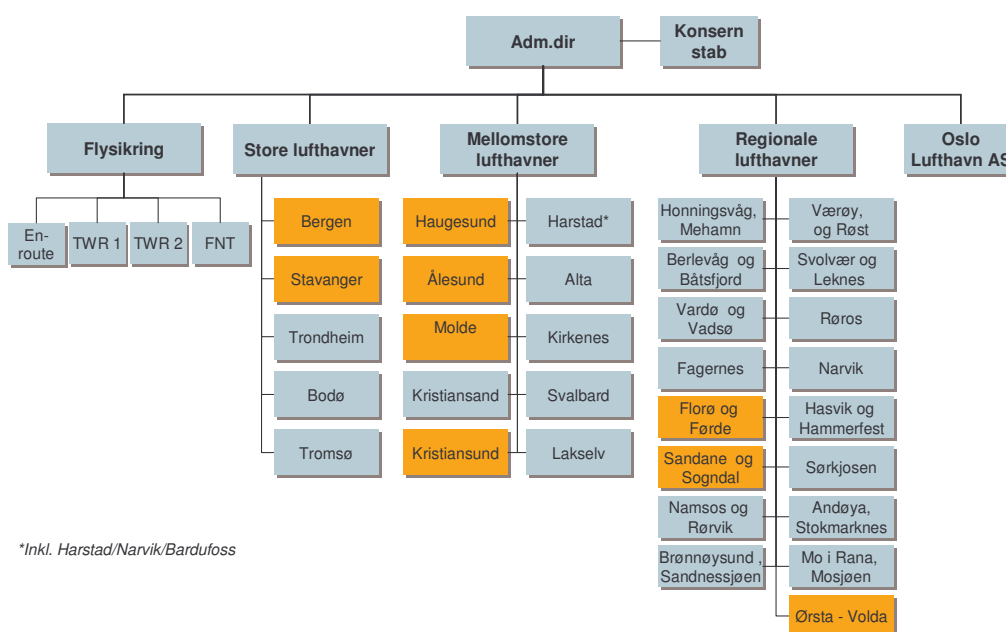 Adm.dir
Konsern
stab
Flysikring
Store lufthavner
Mellomstore
lufthavner
Regionale
lufthavner
Oslo
Lufthavn AS
En-
route
TWR 1
TWR 2
FNT
Bergen
Stavanger
Trondheim
Bodø
Tromsø
Haugesund
Ålesund
Molde
Kristiansand
Kristiansund
Harstad*
Alta
Kirkenes
Svalbard
Lakselv
Honningsvåg,
Mehamn
Berlevåg og
Båtsfjord
Vardø og
Vadsø
Fagernes
Florø og
Førde
Sandane og
Sogndal
Namsos og
Rørvik
Brønnøysund ,
Sandnessjøen
Værøy,
og Røst
Svolvær og
Leknes
Røros
Narvik
Hasvik og
Hammerfest
Sørkjosen
Andøya,
Stokmarknes
Mo i Rana,
Mosjøen
Ørsta - Volda
*Inkl. Harstad/Narvik/Bardufoss